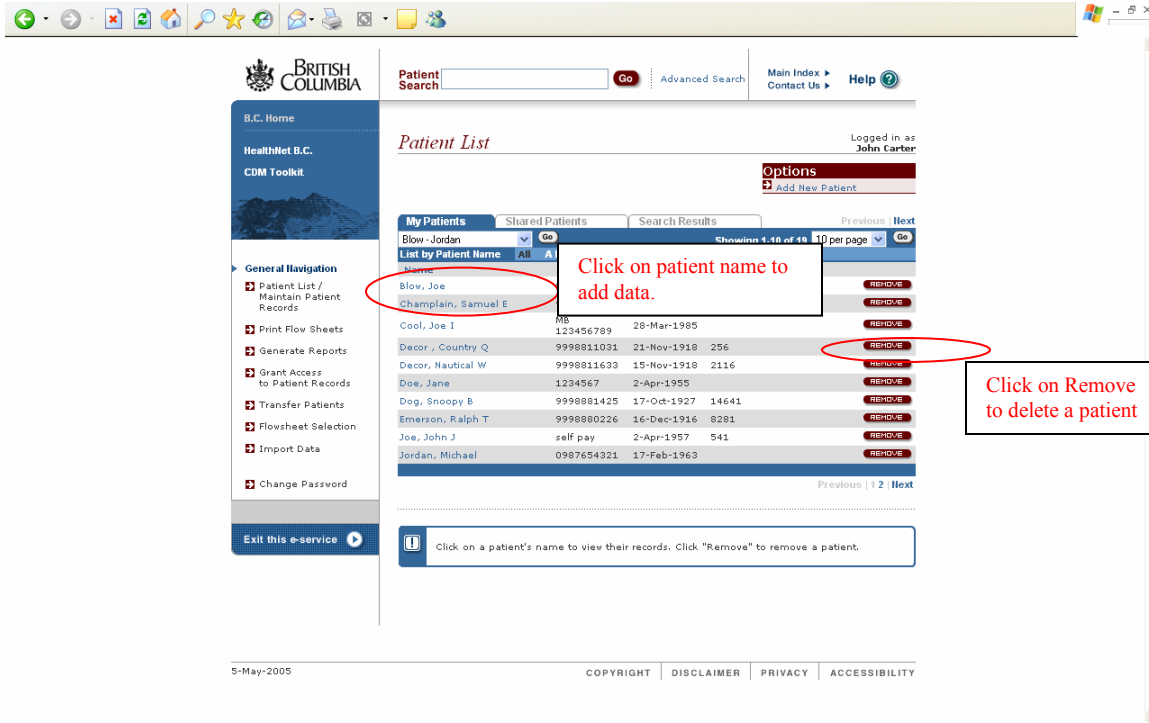 BRITISH
COLUMBIA
Patient
Search
Go
Advanced Search
Main Index
Contact Us
Help ?
B.C. Home
HealthNet B.C.
CDM Toolkit
Patient List
Logged in as
John Carter
Options
Add New Patient
My Patients Shared Patients Search Results Previous | Next
Blow - Jordan Go Showing 1-10 of 19 10 per page Go
List by Patient Name All A
Name
Click on patient name to
add data.
Blow, Joe REMOVE
Champlain, Samuel E REMOVE
Cool, Joe I MB
123456789 28-Mar-1985 REMOVE
Decor , Country Q 9998811031 21-Nov-1918 256 REMOVE
Decor, Nautical W 9998811633 15-Nov-1918 2116 REMOVE
Doe, Jane 1234567 2-Apr-1955 REMOVE
Dog, Snoopy B 9998881425 17-Oct-1927 14641 REMOVE
Emerson, Ralph T 9998880226 16-Dec-1916 8281 REMOVE
Joe, John J self pay 2-Apr-1957 541 REMOVE
Jordan, Michael 0987654321 17-Feb-1963 REMOVE
Previous | 1 2 | Next
Click on Remove
to delete a patient
General Navigation
Patient List /
Maintain Patient
Records
Print Flow Sheets
Generate Reports
Grant Access
to Patient Records
Transfer Patients
Flowsheet Selection
Import Data
Change Password
Exit this e-service
! Click on a patient's name to view their records. Click "Remove" to remove a patient.
5-May-2005
COPYRIGHT | DISCLAIMER | PRIVACY | ACCESSIBILITY